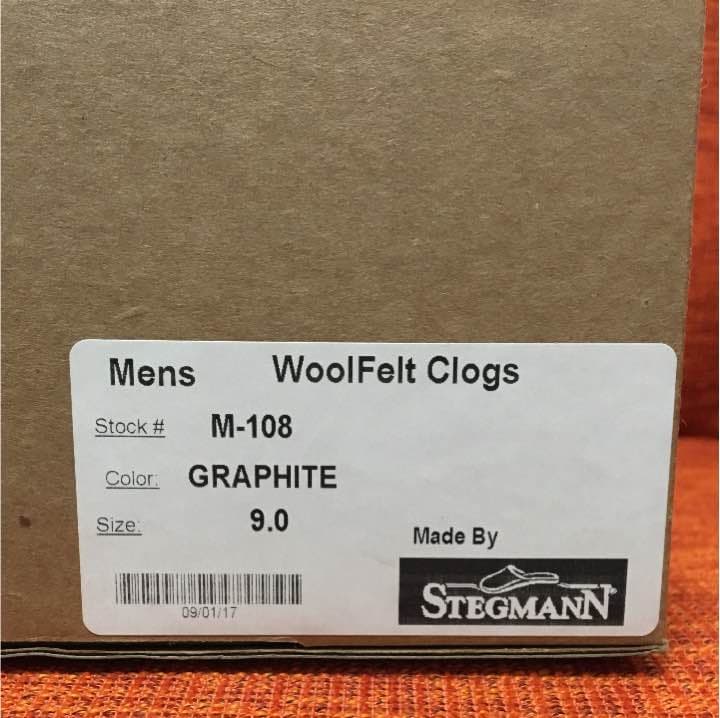 Mens WoolFelt Clogs
Stock # M-108
Color: GRAPHITE
Size: 9.0
Made By
STEGMANN
09/01/17